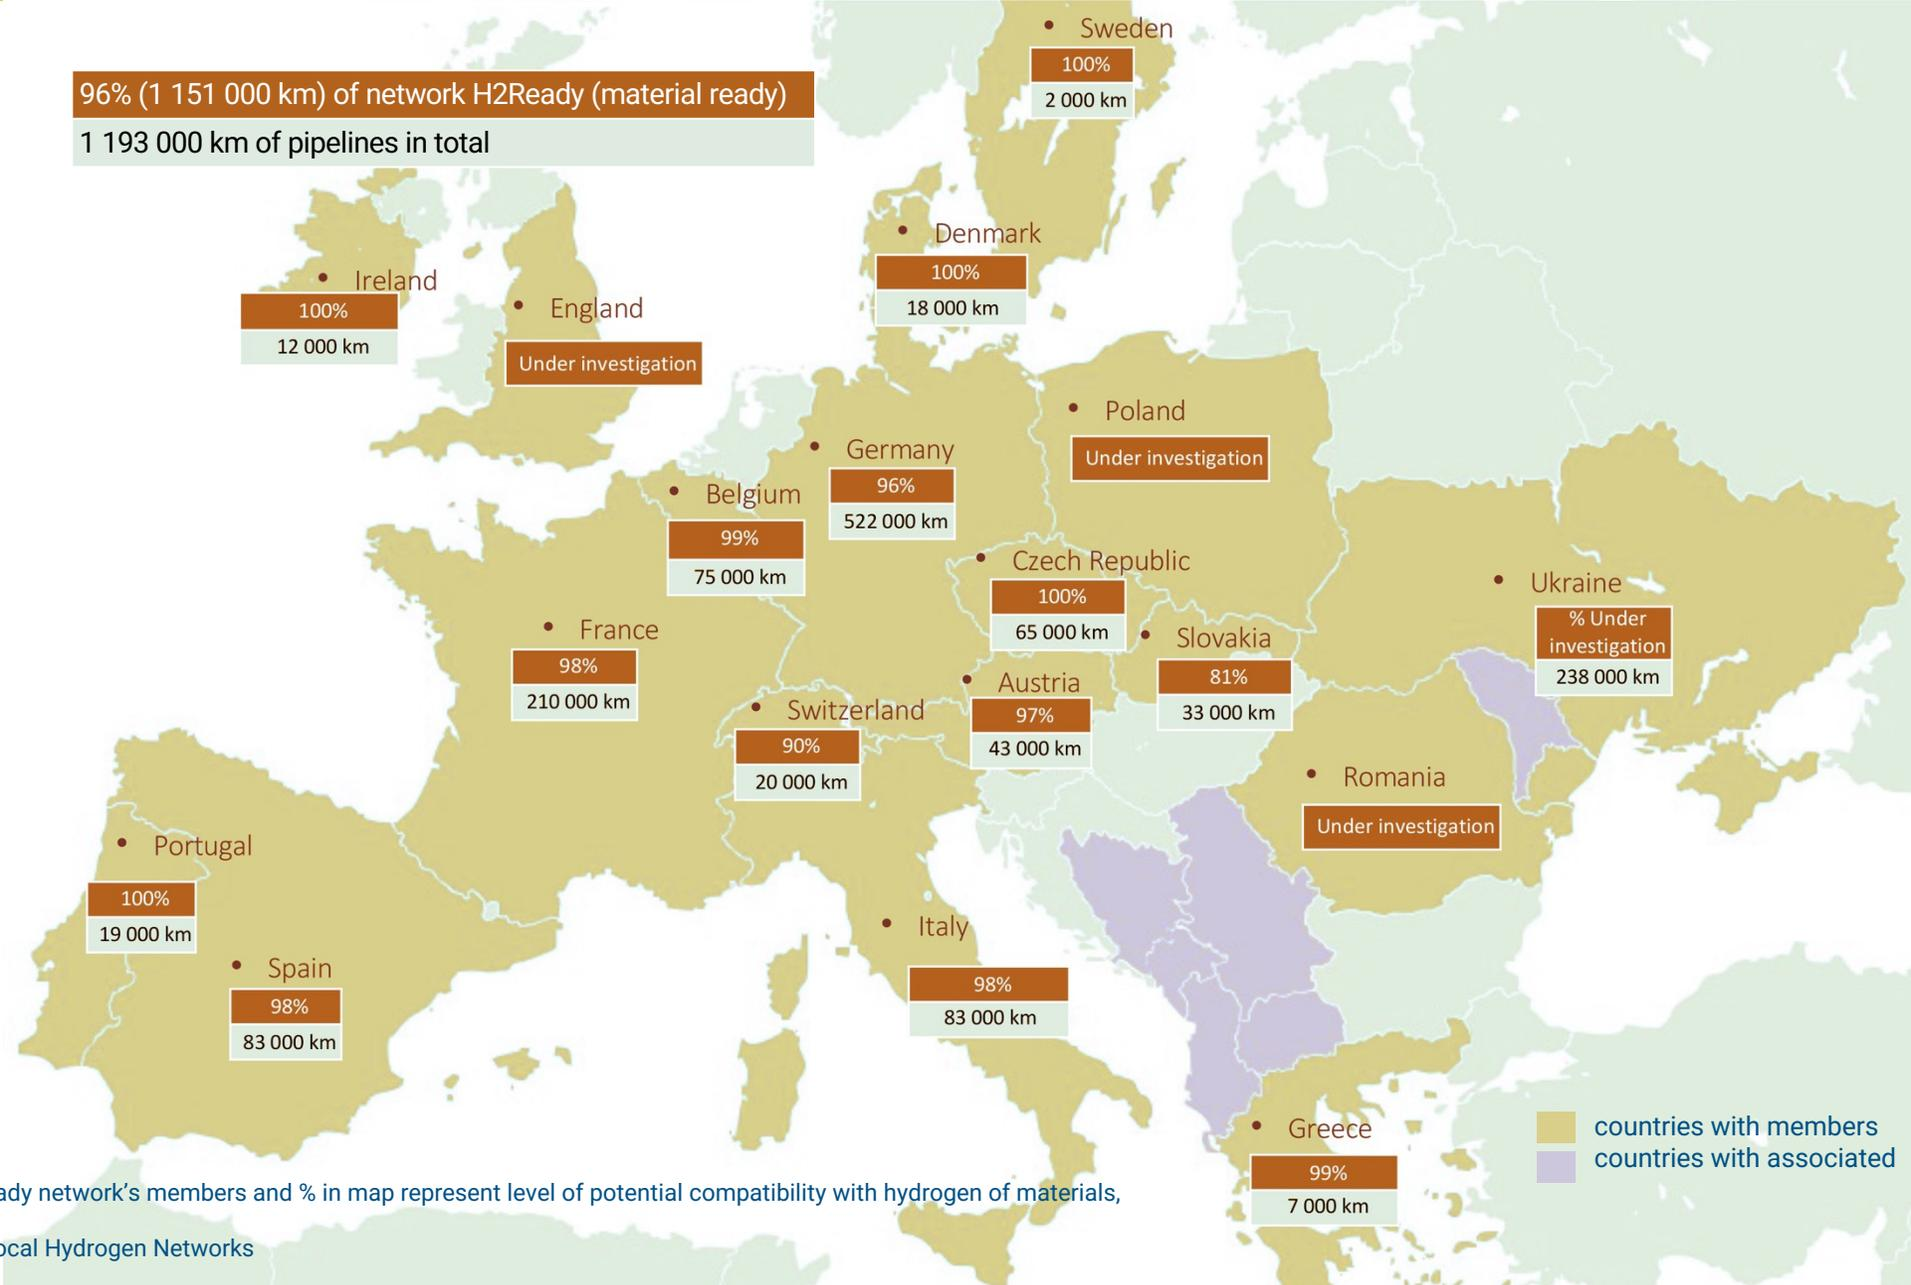 Sweden
100%
2 000 km
96% (1 151 000 km) of network H2Ready (material ready)
1 193 000 km of pipelines in total
Denmark
100%
18 000 km
Ireland
100%
12 000 km
England
Under investigation
Poland
Under investigation
Germany
96%
522 000 km
Belgium
99%
75 000 km
Czech Republic
100%
65 000 km
Ukraine
% Under
investigation
238 000 km
France
98%
210 000 km
Slovakia
81%
33 000 km
Austria
97%
43 000 km
Switzerland
90%
20 000 km
Romania
Under investigation
Portugal
100%
19 000 km
Spain
98%
83 000 km
Italy
98%
83 000 km
Greece
99%
7 000 km
countries with members
countries with associated
ady network’s members and % in map represent level of potential compatibility with hydrogen of materials,
ocal Hydrogen Networks